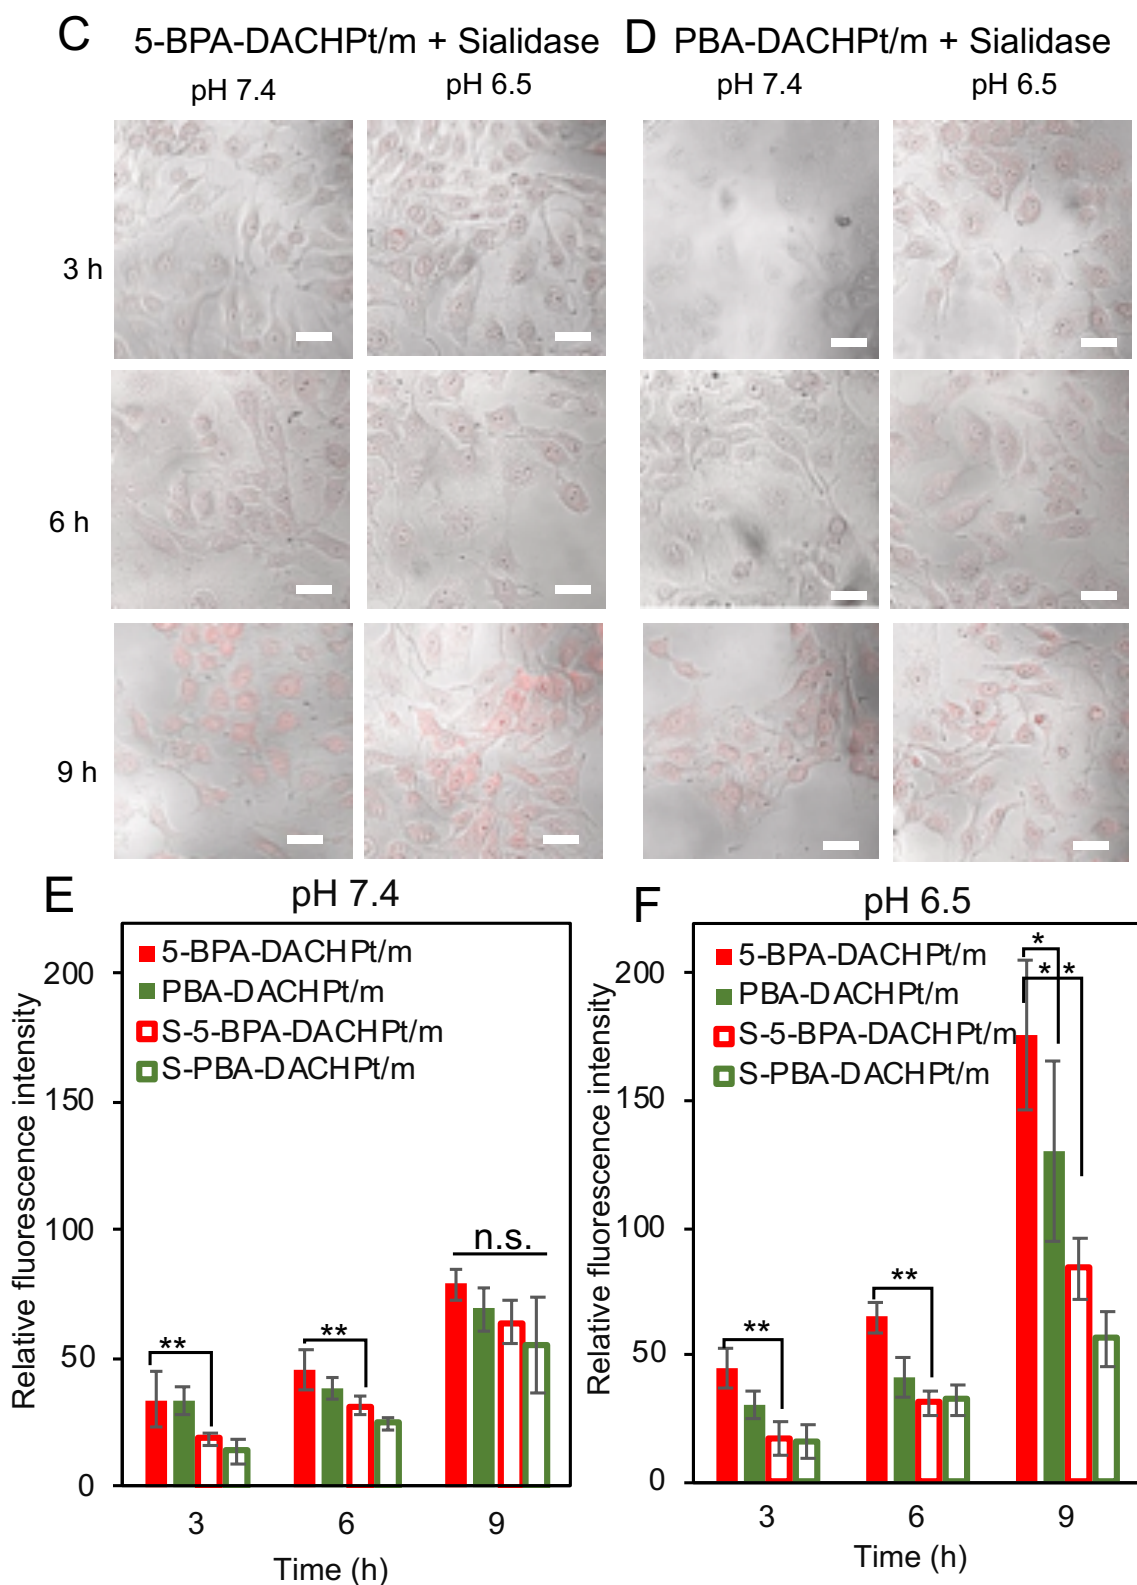 C 5-BPA-DACHPt/m + Sialidase
pH 7.4 pH 6.5
D PBA-DACHPt/m + Sialidase
pH 7.4 pH 6.5
3 h
6 h
9 h
E pH 7.4
5-BPA-DACHPt/m
PBA-DACHPt/m
S-5-BPA-DACHPt/m
S-PBA-DACHPt/m
Relative fluorescence intensity
200
150
100
50
0
**
**
n.s.
3 6 9
Time (h)
F pH 6.5
5-BPA-DACHPt/m
PBA-DACHPt/m
S-5-BPA-DACHPt/m
S-PBA-DACHPt/m
Relative fluorescence intensity
200
150
100
50
0
**
**
*
**
3 6 9
Time (h)